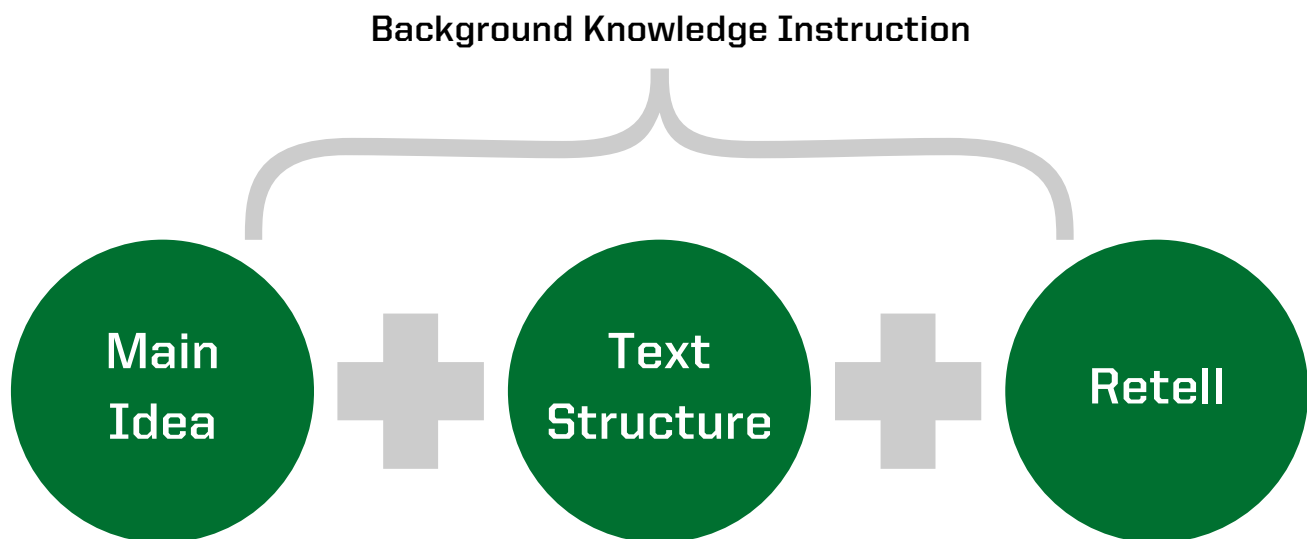 Background Knowledge Instruction
Main
Idea
Text
Structure
Retell